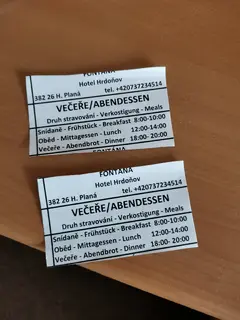 FONTÁNA
Hotel Hrdoňov
382 26 H. Planá tel. +420737234514
VEČEŘE/ABENDESSEN
Druh stravování - Verkostigung - Meals
Snídaně - Frühstück - Breakfast 8:00-10:00
Oběd - Mittagessen - Lunch 12:00-14:00
Večeře - Abendbrot - Dinner 18:00- 20:00
FONTÁNA
FONTÁNA
Hotel Hrdoňov
382 26 H. Planá tel. +420737234514
VEČEŘE/ABENDESSEN
Druh stravování - Verkostigung - Meals
Snídaně - Frühstück - Breakfast 8:00-10:00
Oběd - Mittagessen - Lunch 12:00-14:00
Večeře - Abendbrot - Dinner 18:00- 20:00